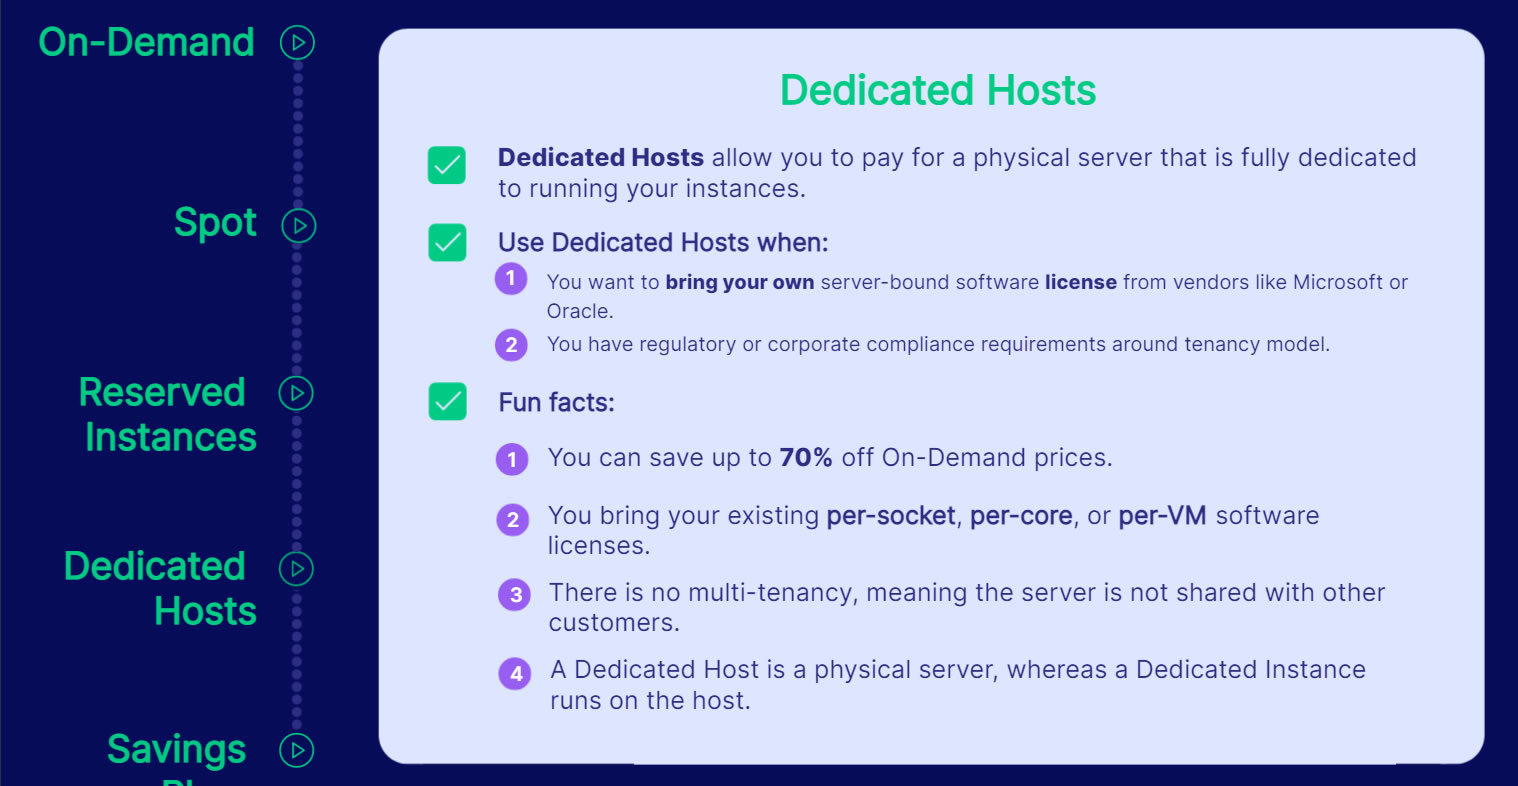 On-Demand
Spot
Reserved
Instances
Dedicated
Hosts
Savings
Dedicated Hosts
Dedicated Hosts allow you to pay for a physical server that is fully dedicated
to running your instances.
Use Dedicated Hosts when:
1 You want to bring your own server-bound software license from vendors like Microsoft or
Oracle.
2 You have regulatory or corporate compliance requirements around tenancy model.
Fun facts:
1 You can save up to 70% off On-Demand prices.
2 You bring your existing per-socket, per-core, or per-VM software
licenses.
3 There is no multi-tenancy, meaning the server is not shared with other
customers.
4 A Dedicated Host is a physical server, whereas a Dedicated Instance
runs on the host.